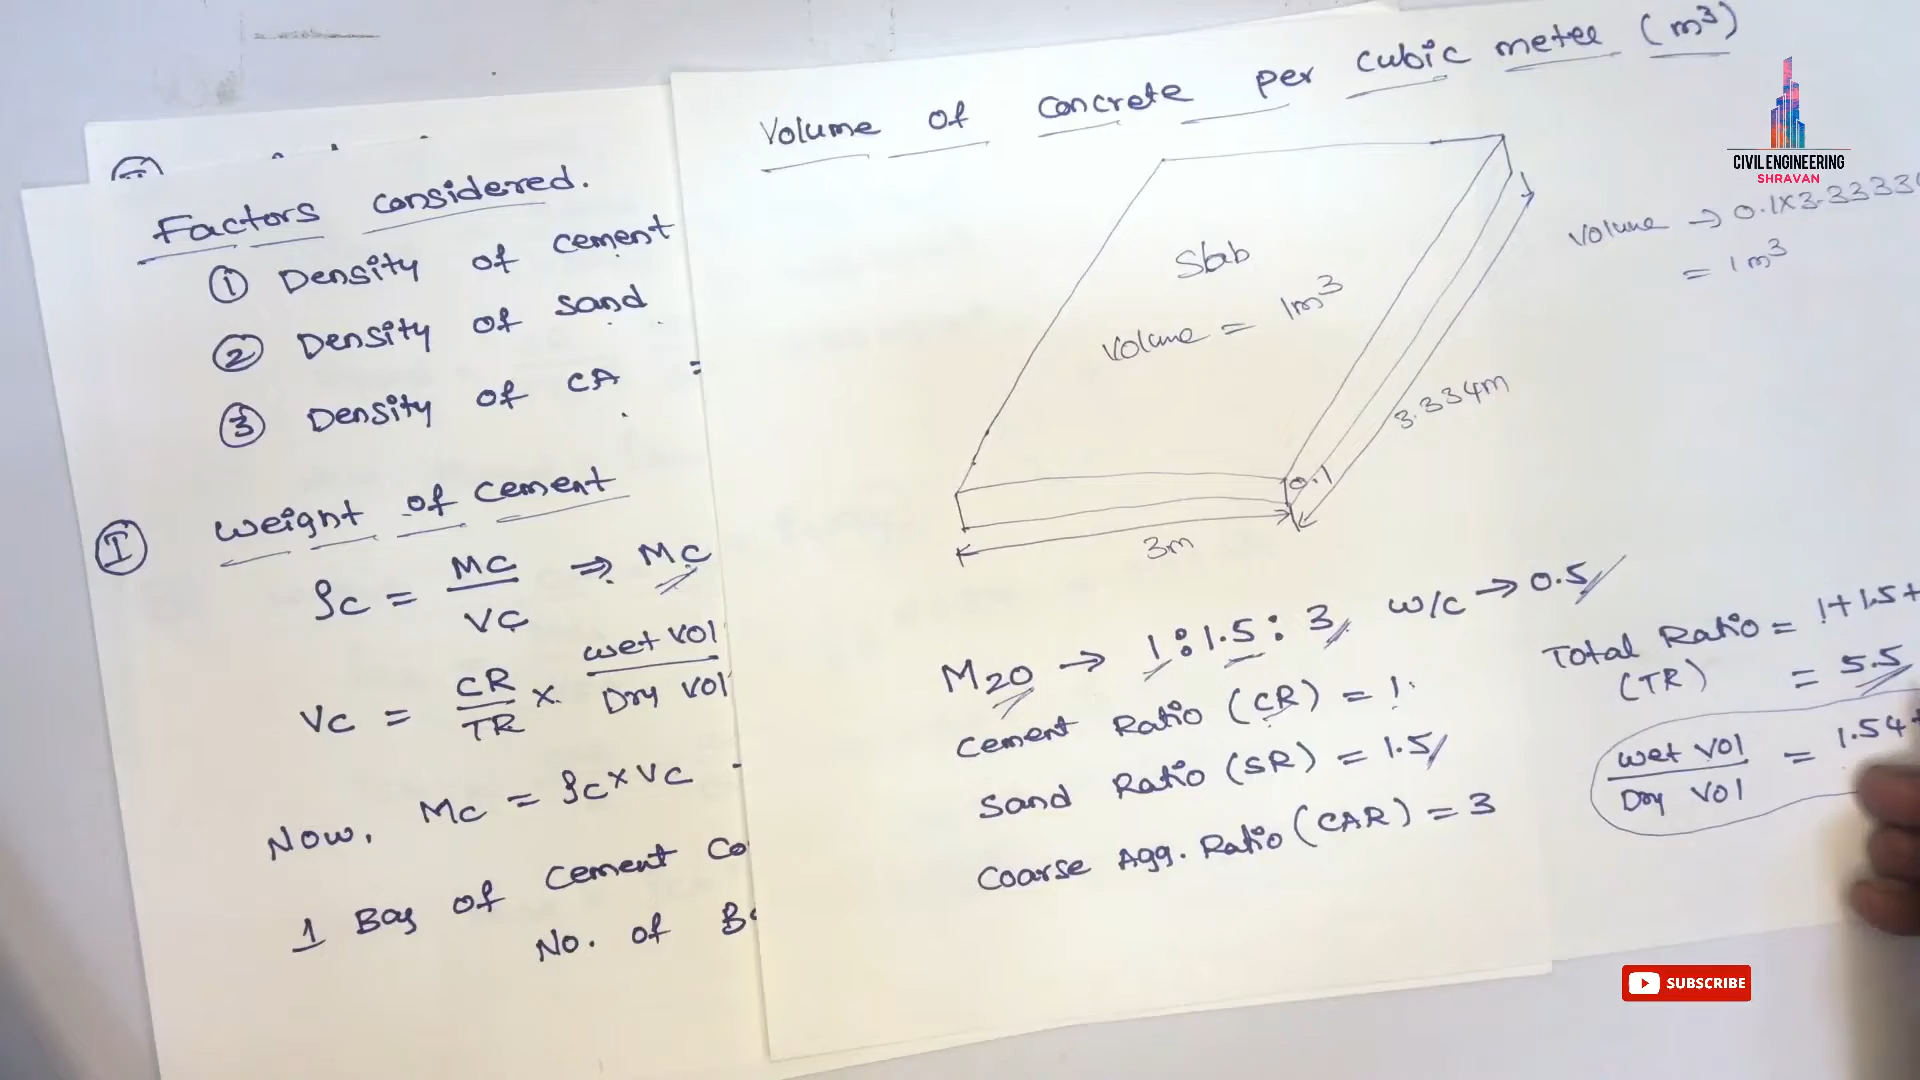 Factors considered.
① Density of cement
② Density of sand
③ Density of CA =
Ⓘ Weight of Cement
ρc = Mc/Vc ⇒ Mc
Vc = CR/TR × Wet Vol/Dry Vol
Now, Mc = ρc × Vc
1 Bag of Cement Co
No. of B
Volume of concrete per cubic metee (m³)
Slab
Volume = 1m³
0.1
3.334m
3m
Volume → 0.1×3.3333
= 1m³
M20 → 1:1.5:3, w/c → 0.5
Cement Ratio (CR) = 1
Sand Ratio (SR) = 1.5
Coarse Agg. Ratio (CAR) = 3
Total Ratio = 1+1.5+
(TR) = 5.5
Wet Vol/Dry Vol = 1.54
CIVIL ENGINEERING
SHRAVAN
SUBSCRIBE